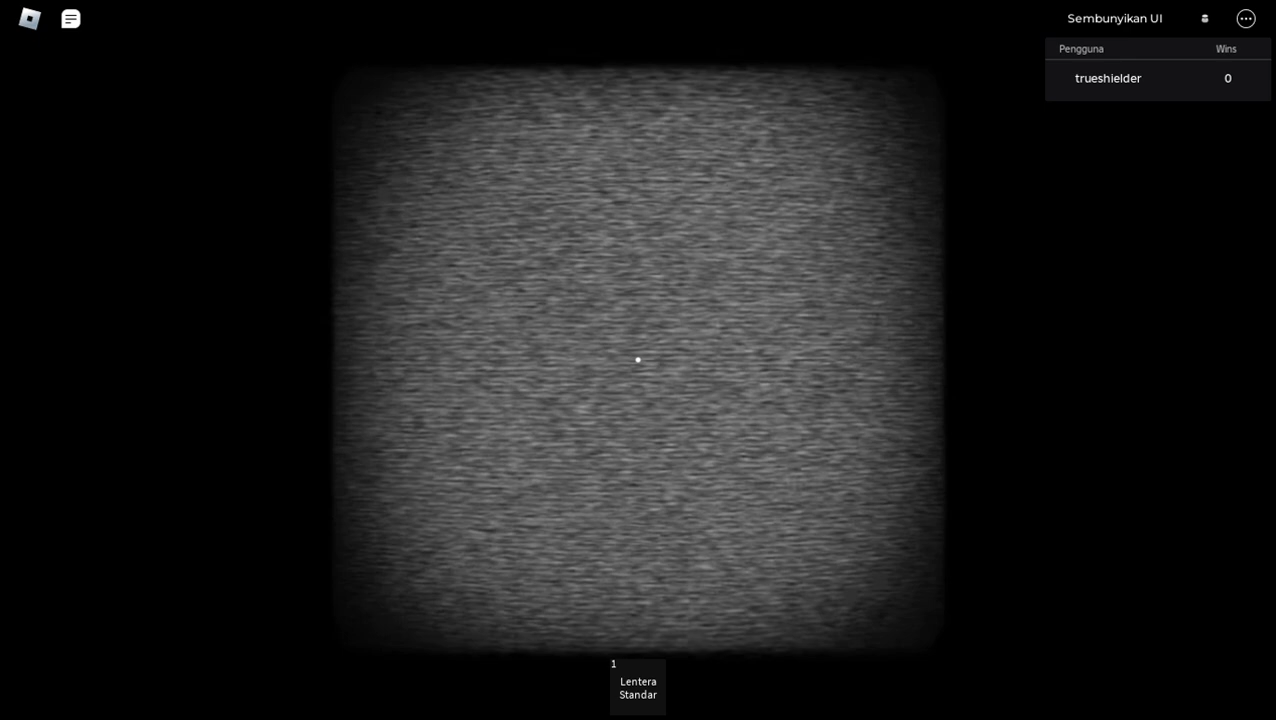 Sembunyikan UI
Pengguna Wins
trueshielder 0
1
Lentera
Standar